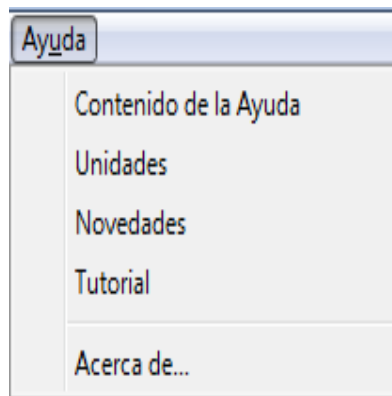 Ayuda
Contenido de la Ayuda
Unidades
Novedades
Tutorial
Acerca de...